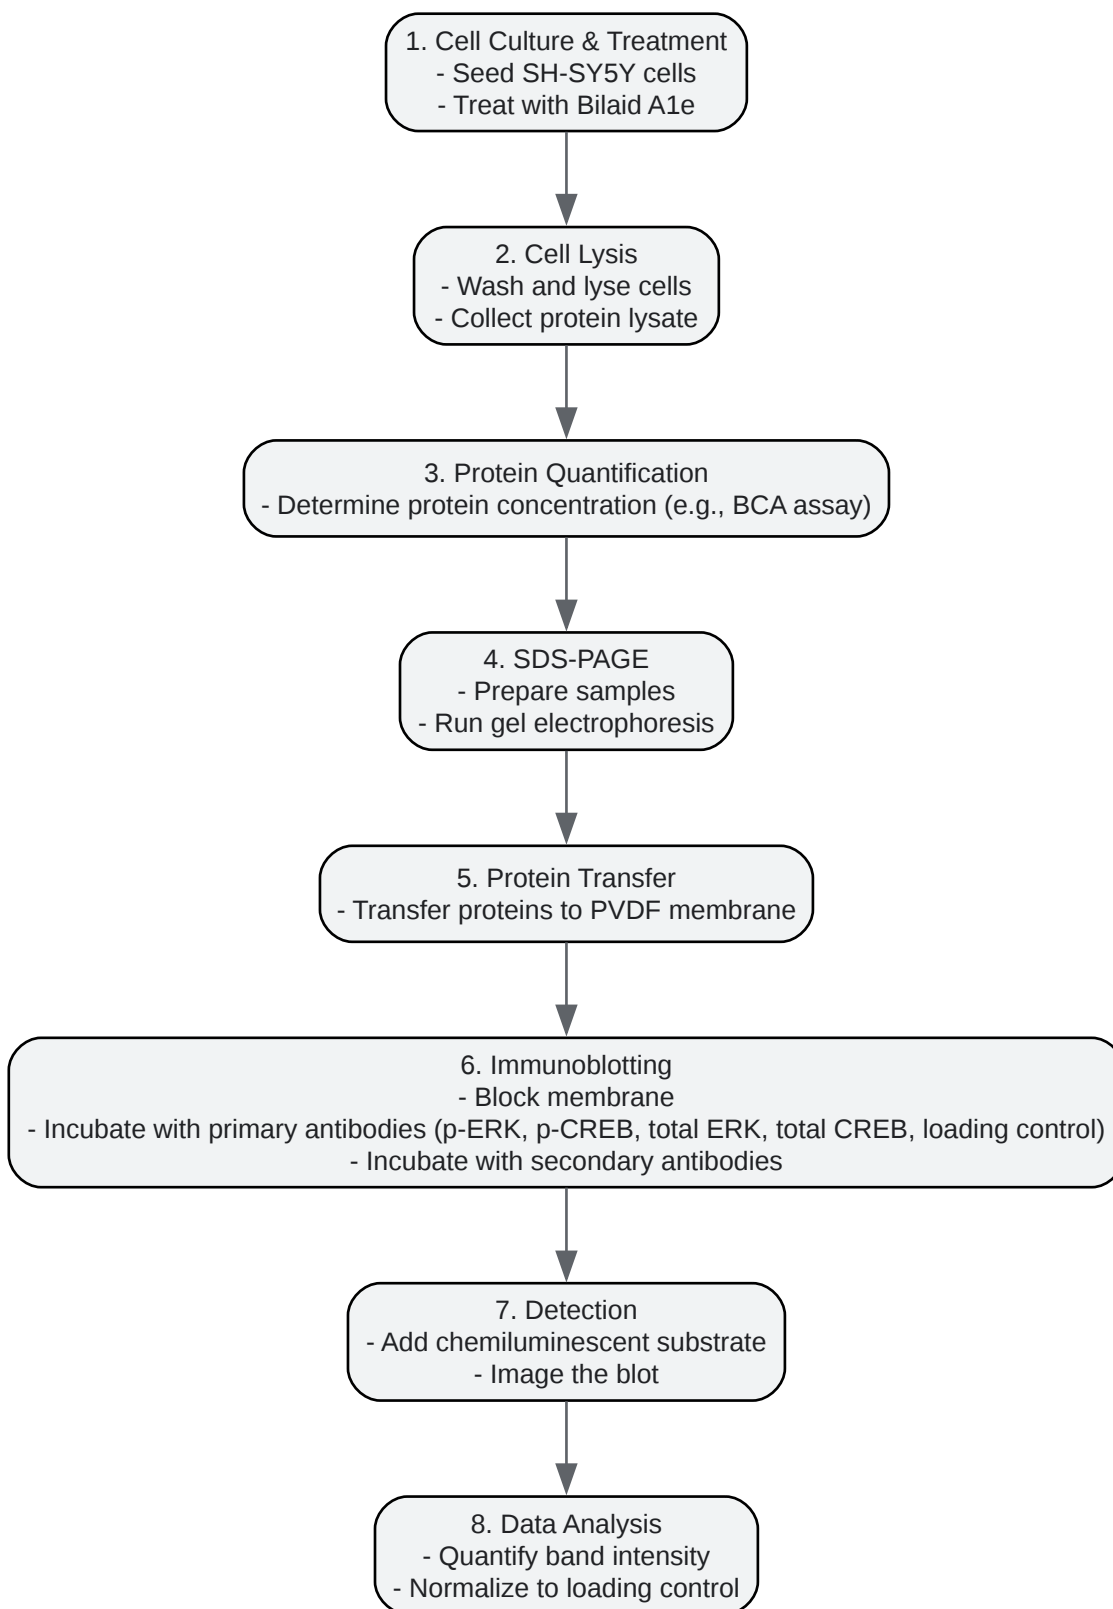 1. Cell Culture & Treatment
- Seed SH-SY5Y cells
- Treat with Bilaid A1e
2. Cell Lysis
- Wash and lyse cells
- Collect protein lysate
3. Protein Quantification
- Determine protein concentration (e.g., BCA assay)
4. SDS-PAGE
- Prepare samples
- Run gel electrophoresis
5. Protein Transfer
- Transfer proteins to PVDF membrane
6. Immunoblotting
- Block membrane
- Incubate with primary antibodies (p-ERK, p-CREB, total ERK, total CREB, loading control)
- Incubate with secondary antibodies
7. Detection
- Add chemiluminescent substrate
- Image the blot
8. Data Analysis
- Quantify band intensity
- Normalize to loading control